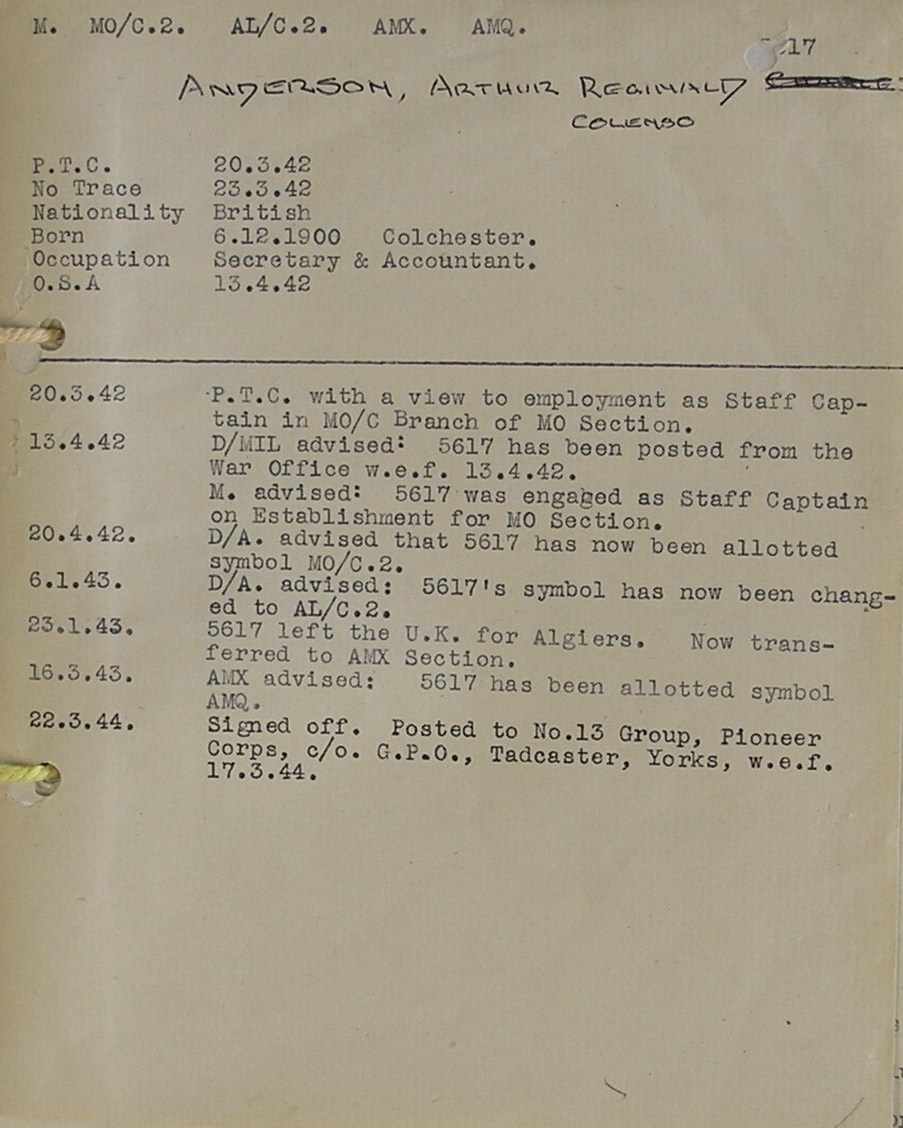 M. MO/C.2. AL/C.2. AMX. AMQ.
17
ANDERSON, ARTHUR REGINALD
COLENSO
P.T.C. 20.3.42
No Trace 23.3.42
Nationality British
Born 6.12.1900 Colchester.
Occupation Secretary & Accountant.
O.S.A 13.4.42
20.3.42 P.T.C. with a view to employment as Staff Cap-
tain in MO/C Branch of MO Section.
13.4.42 D/MIL advised: 5617 has been posted from the
War Office w.e.f. 13.4.42.
M. advised: 5617 was engaged as Staff Captain
on Establishment for MO Section.
20.4.42. D/A. advised that 5617 has now been allotted
symbol MO/C.2.
6.1.43. D/A. advised: 5617's symbol has now been chang-
ed to AL/C.2.
23.1.43. 5617 left the U.K. for Algiers. Now trans-
ferred to AMX Section.
16.3.43. AMX advised: 5617 has been allotted symbol
AMQ.
22.3.44. Signed off. Posted to No.13 Group, Pioneer
Corps, c/o. G.P.O., Tadcaster, Yorks, w.e.f.
17.3.44.